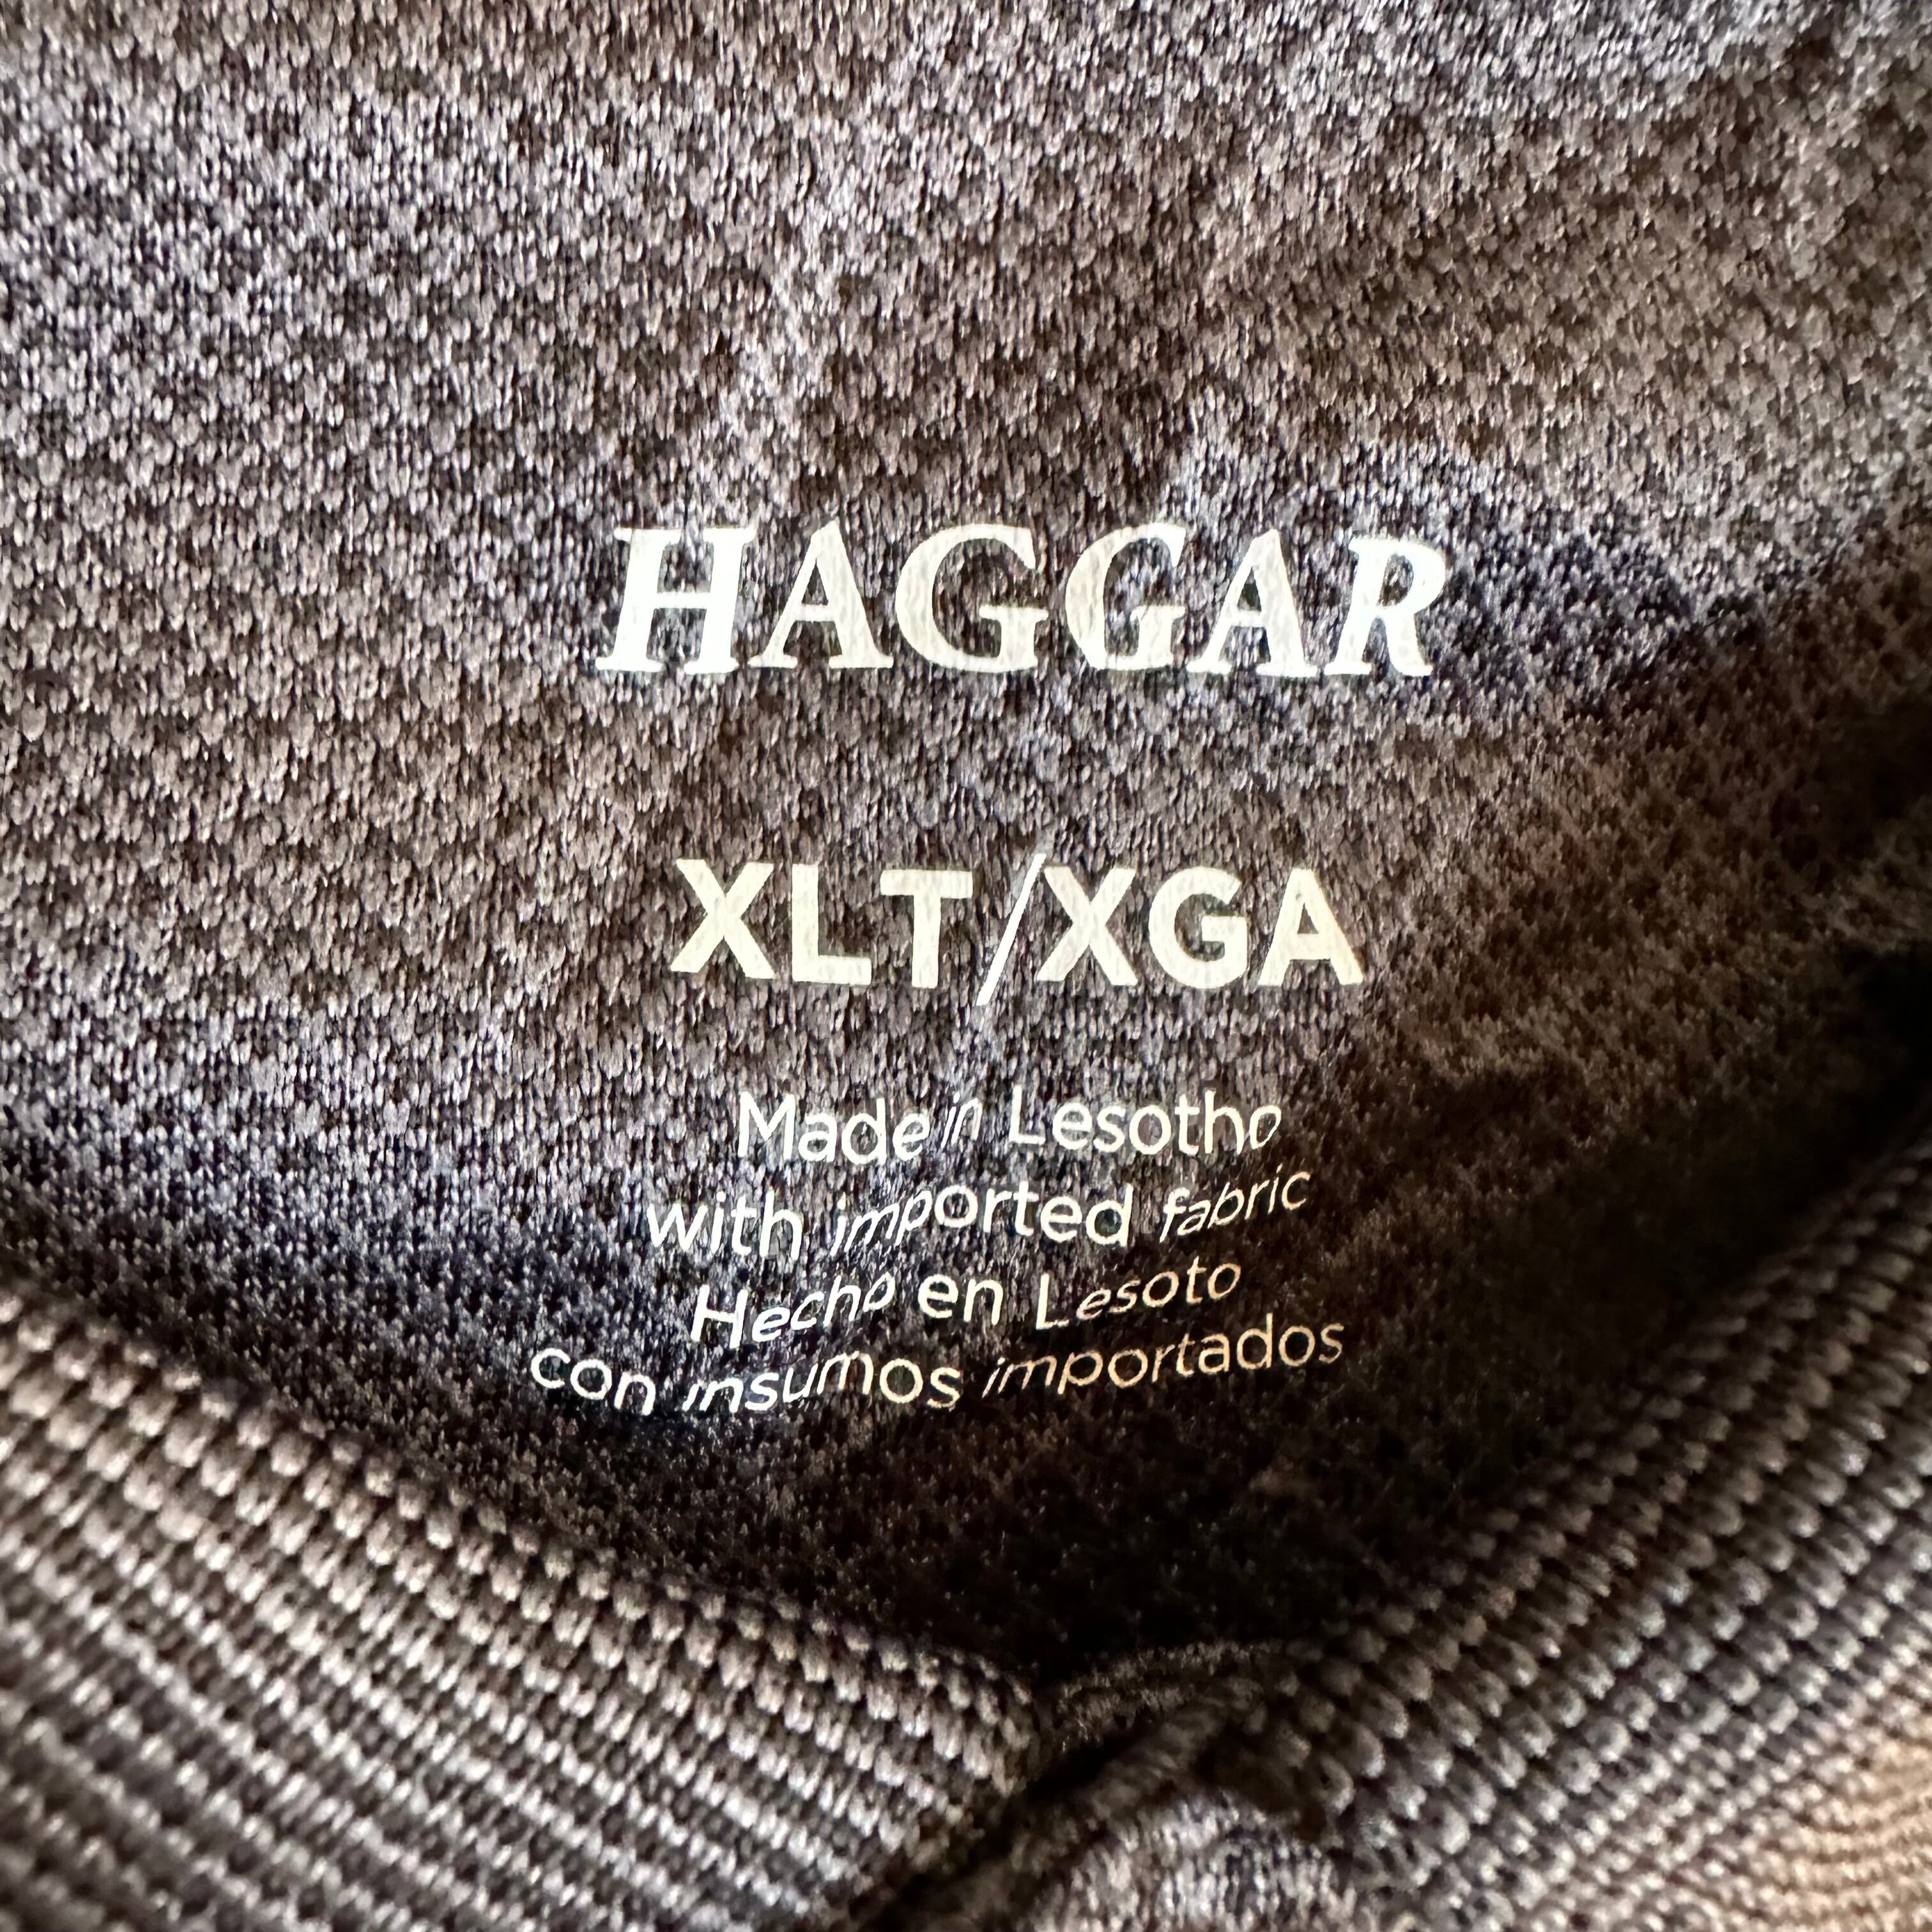 HAGGAR
XLT/XGA
Made in Lesotho
with imported fabric
Hecho en Lesoto
con insumos importados